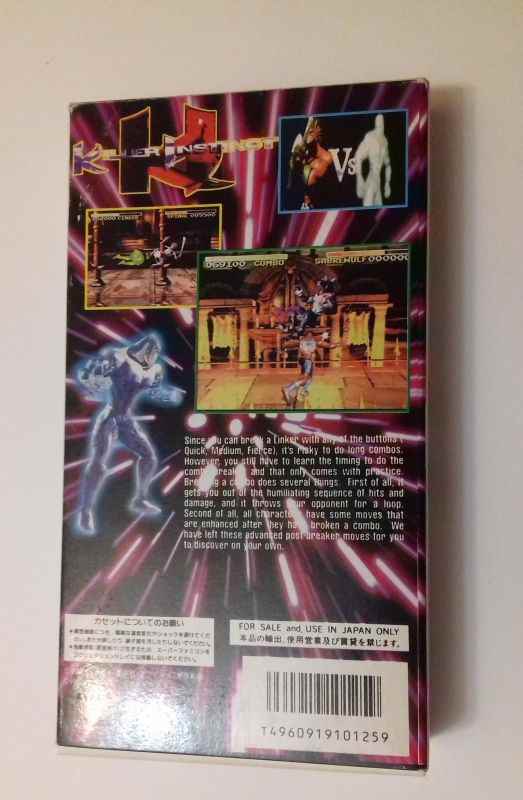 KILLER INSTINCT
Vs
069100 COMBO
SABREWULF 000000
Since you can break a Linker with any of the buttons (
Quick, Medium, Fierce), it's risky to do long combos.
However, you still have to learn the timing to do the
combo breaker and that only comes with practice.
Breaking a combo does several things. First of all, it
gets you out of the humiliating sequence of hits and
damage, and it throws your opponent for a loop.
Second of all, all characters have some moves that
are enhanced after they have broken a combo. We
have left these advanced post breaker moves for you
to discover on your own.
カセットについてのお願い
FOR SALE and USE IN JAPAN ONLY
本品の輸出、使用営業及び賃貸を禁じます。
T4960919101259